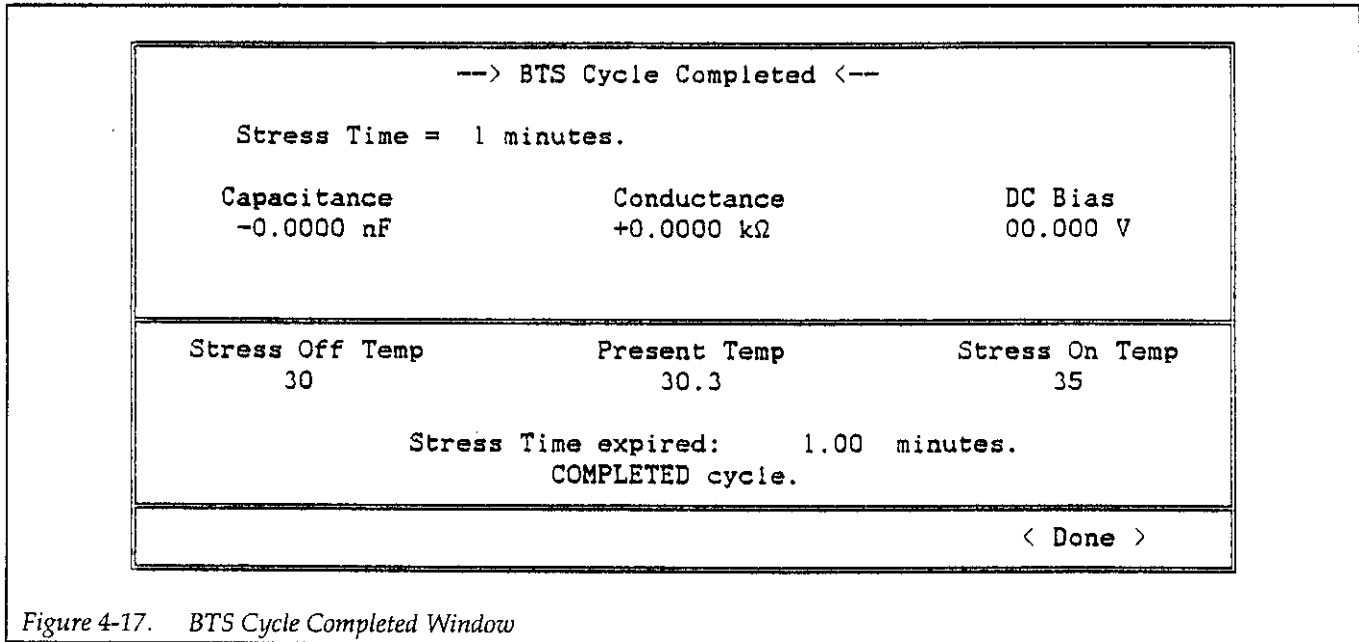 --> BTS Cycle Completed <--
Stress Time = 1 minutes.
Capacitance Conductance DC Bias
-0.0000 nF +0.0000 kΩ 00.000 V
Stress Off Temp Present Temp Stress On Temp
30 30.3 35
Stress Time expired: 1.00 minutes.
COMPLETED cycle.
< Done >
Figure 4-17. BTS Cycle Completed Window